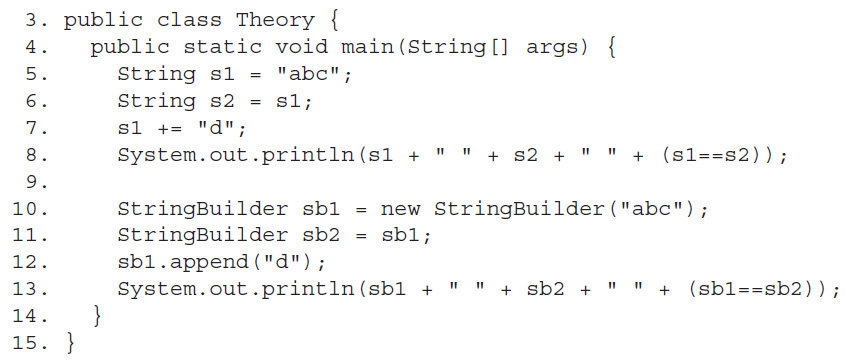 3. public class Theory {
4.   public static void main(String[] args) {
5.     String s1 = "abc";
6.     String s2 = s1;
7.     s1 += "d";
8.     System.out.println(s1 + " " + s2 + " " + (s1==s2));
9.
10.     StringBuilder sb1 = new StringBuilder("abc");
11.     StringBuilder sb2 = sb1;
12.     sb1.append("d");
13.     System.out.println(sb1 + " " + sb2 + " " + (sb1==sb2));
14.   }
15. }